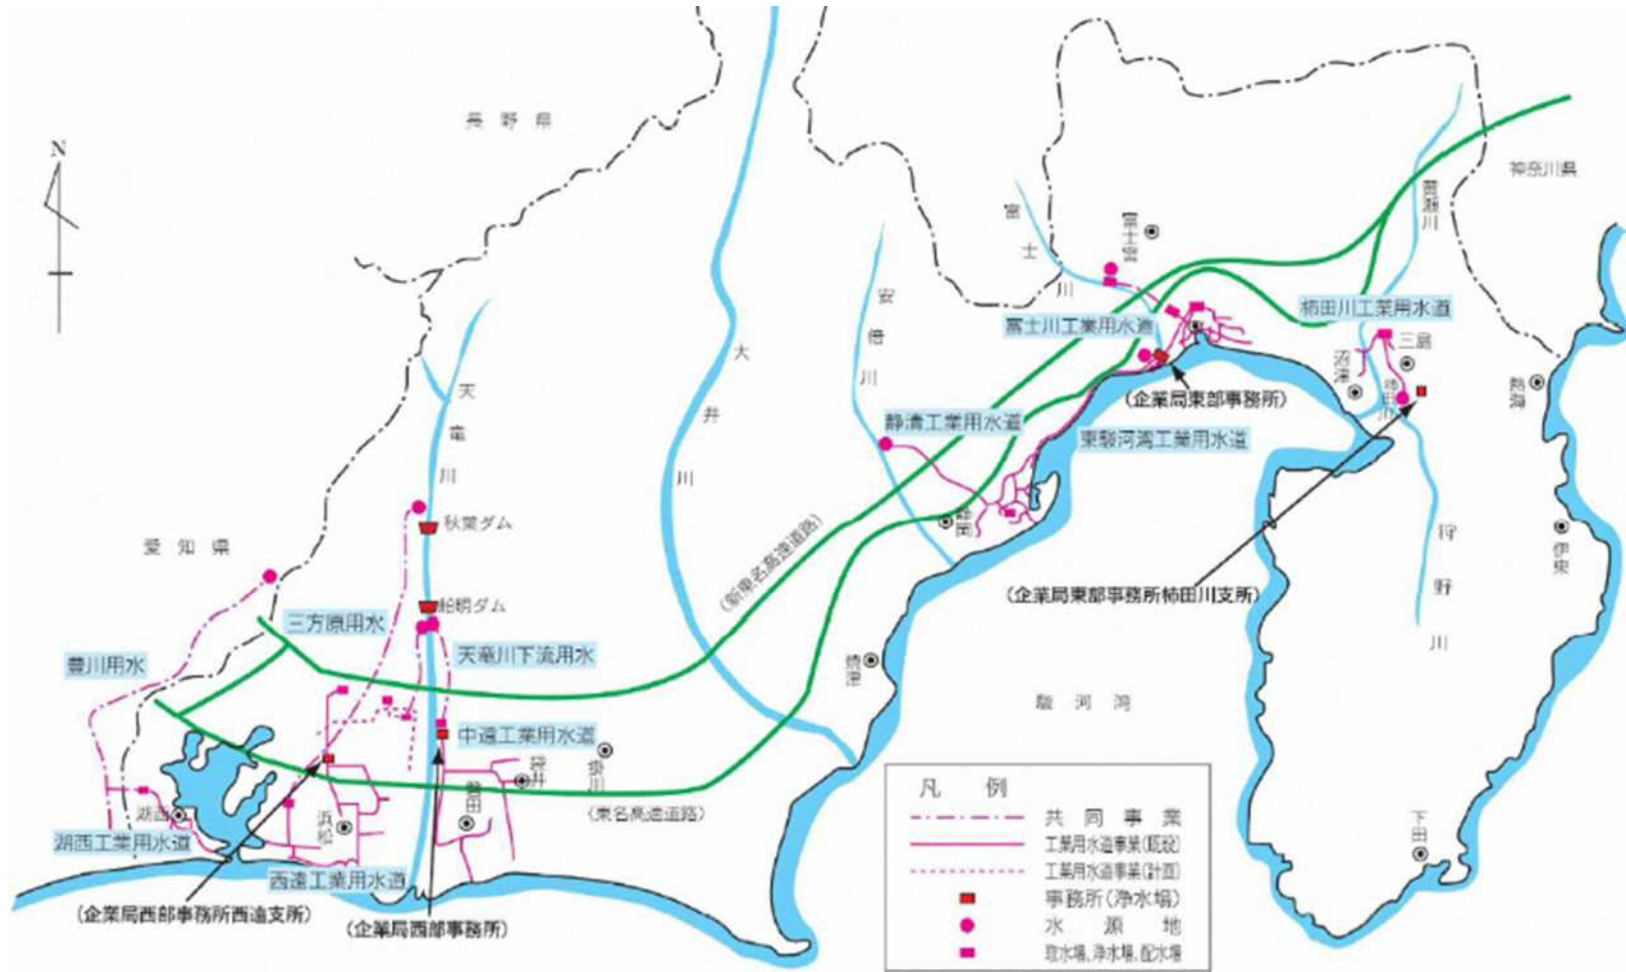 N
長野県
神奈川県
黄瀬川
富士宮
富士川
安倍川
柿田川工業用水道
富士川工業用水道
三島
沼津
柿田川
熱海
大井川
天竜川
(企業局東部事務所)
静清工業用水道
東駿河湾工業用水道
静岡
秋葉ダム
愛知県
(新東名高速道路)
狩野川
伊東
(企業局東部事務所柿田川支所)
船明ダム
三方原用水
豊川用水
天竜川下流用水
焼津
駿河湾
中遠工業用水道
袋井
掛川
磐田
(東名高速道路)
湖西
浜松
湖西工業用水道
西遠工業用水道
(企業局西部事務所西遠支所)
(企業局西部事務所)
下田
凡例
共同事業
工業用水道事業(既設)
工業用水道事業(計画)
事務所(浄水場)
水源地
取水場、浄水場、配水場